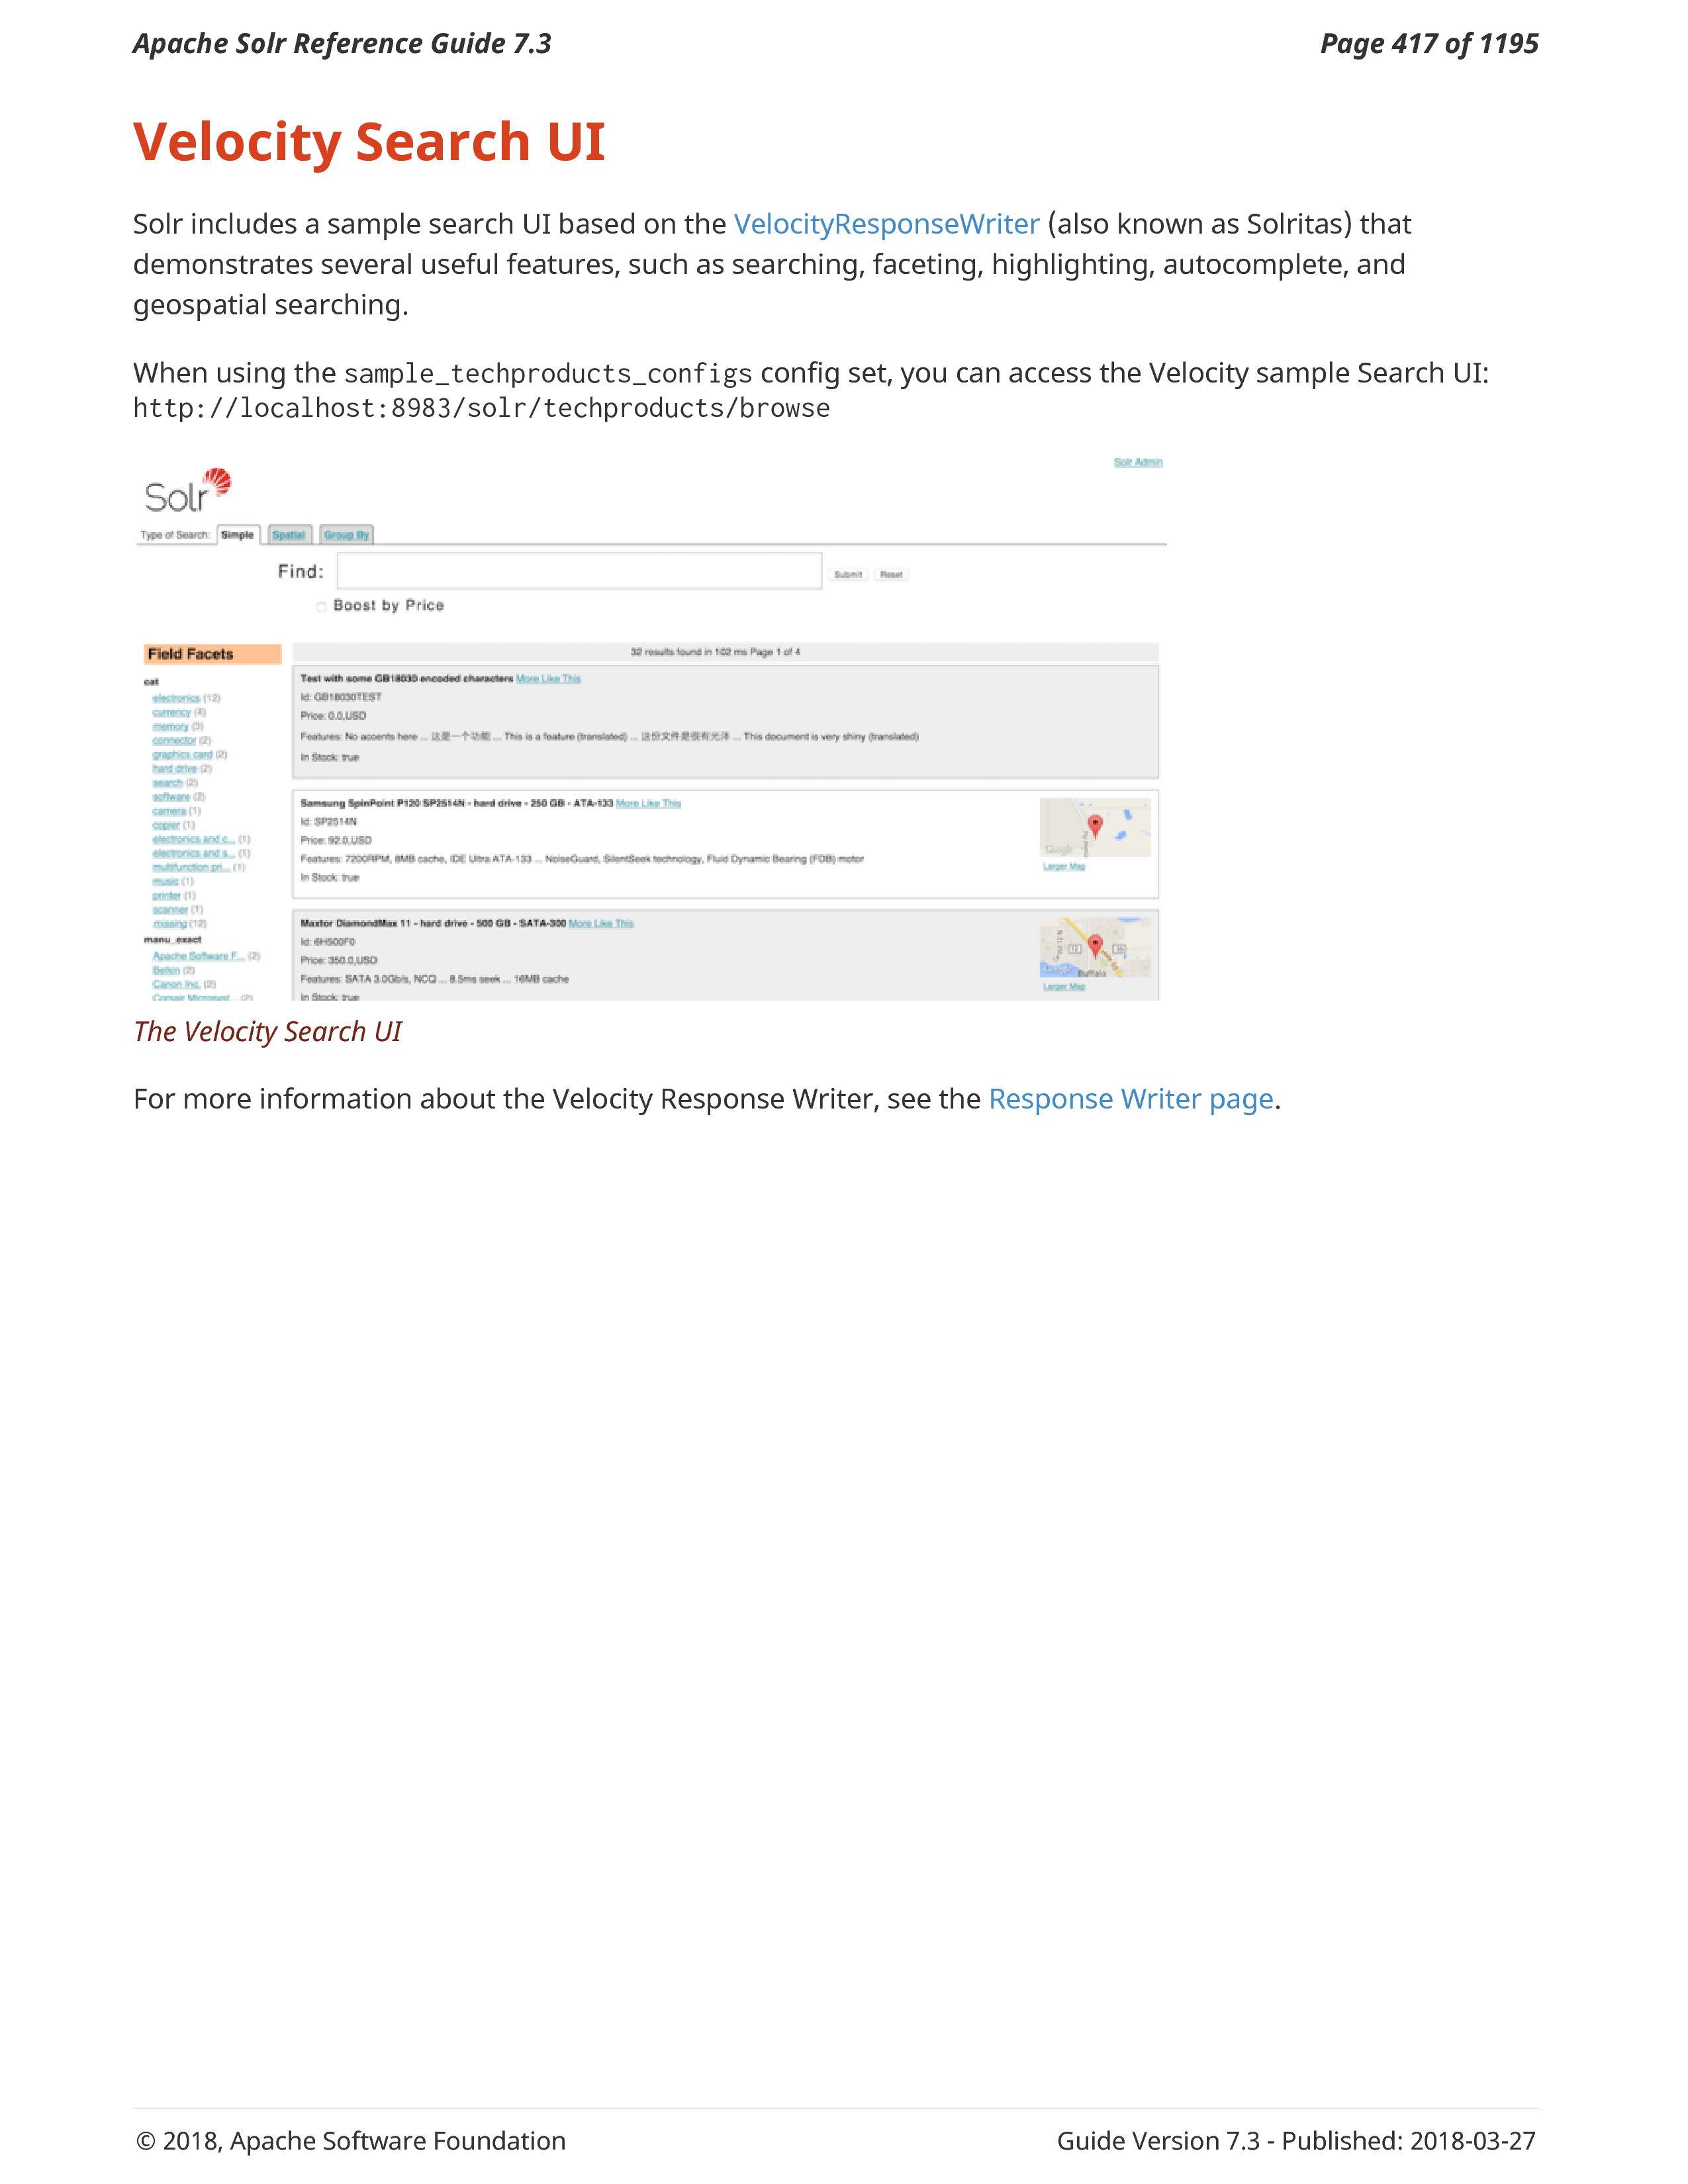 Apache Solr Reference Guide 7.3 Page 417 of 1195
Velocity Search UI
Solr includes a sample search UI based on the VelocityResponseWriter (also known as Solritas) that
demonstrates several useful features, such as searching, faceting, highlighting, autocomplete, and
geospatial searching.
When using the sample_techproducts_configs config set, you can access the Velocity sample Search UI:
http://localhost:8983/solr/techproducts/browse
Solr Admin
Solr
Type of Search: Simple Spatial Group By
Find: Submit Reset
Boost by Price
Field Facets
cat
electronics (12)
currency (4)
memory (3)
connector (2)
graphics card (2)
hard drive (2)
search (2)
software (2)
camera (1)
copier (1)
electronics and c... (1)
electronics and s... (1)
multifunction pri... (1)
music (1)
printer (1)
scanner (1)
missing (12)
manu_exact
Apache Software F... (2)
Belkin (2)
Canon Inc. (2)
Corsair Microsyst... (2)
32 results found in 102 ms Page 1 of 4
Test with some GB18030 encoded characters More Like This
Id: GB18030TEST
Price: 0.0,USD
Features: No accents here ... 这是一个功能 ... This is a feature (translated) ... 这份文件是很有光泽 ... This document is very shiny (translated)
In Stock: true
Samsung SpinPoint P120 SP2514N - hard drive - 250 GB - ATA-133 More Like This
Id: SP2514N
Price: 92.0,USD
Features: 7200RPM, 8MB cache, IDE Ultra ATA-133 ... NoiseGuard, SilentSeek technology, Fluid Dynamic Bearing (FDB) motor
In Stock: true
Google
Larger Map
Maxtor DiamondMax 11 - hard drive - 500 GB - SATA-300 More Like This
Id: 6H500F0
Price: 350.0,USD
Features: SATA 3.0Gb/s, NCQ ... 8.5ms seek ... 16MB cache
In Stock: true
12
Google
Buffalo
Larger Map
The Velocity Search UI
For more information about the Velocity Response Writer, see the Response Writer page.
© 2018, Apache Software Foundation Guide Version 7.3 - Published: 2018-03-27